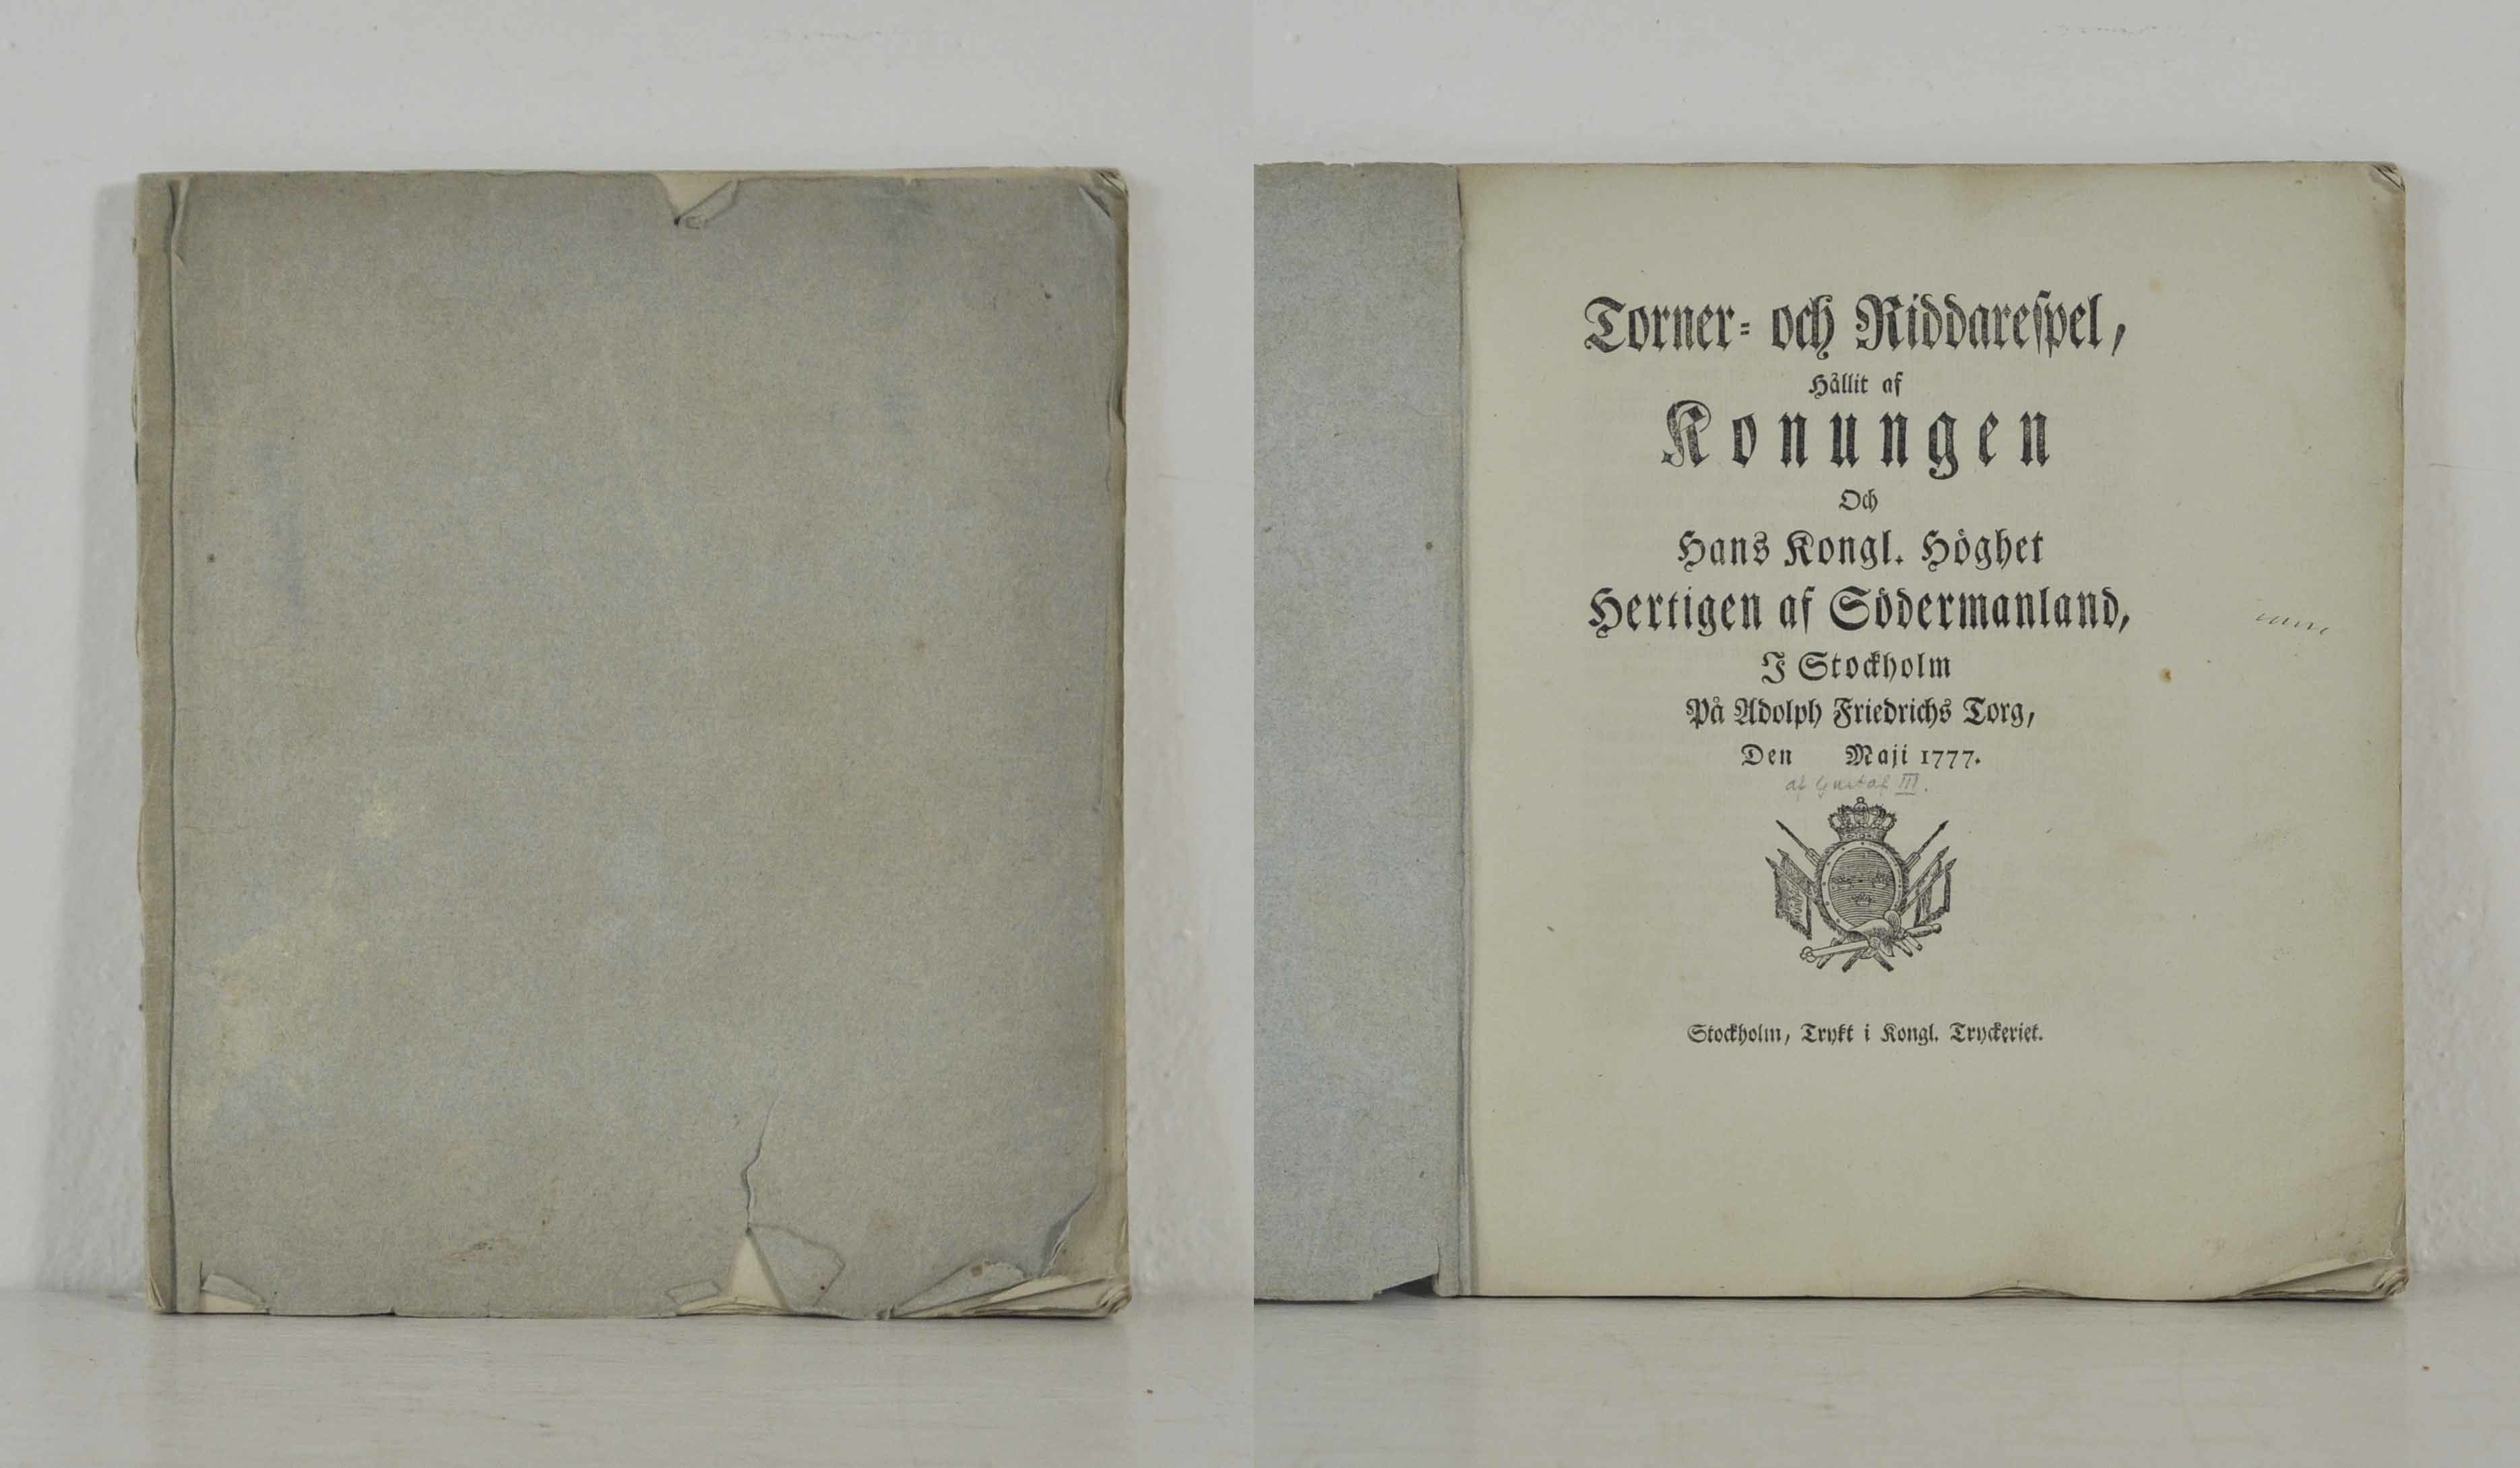 Torner- och Riddarespel,
Hållit af
Konungen
Och
Hans Kongl. Höghet
Hertigen af Södermanland,
I Stockholm
På Adolph Friedrichs Torg,
Den Maji 1777.
af Gustaf III.
Stockholm, Trykt i Kongl. Tryckeriet.